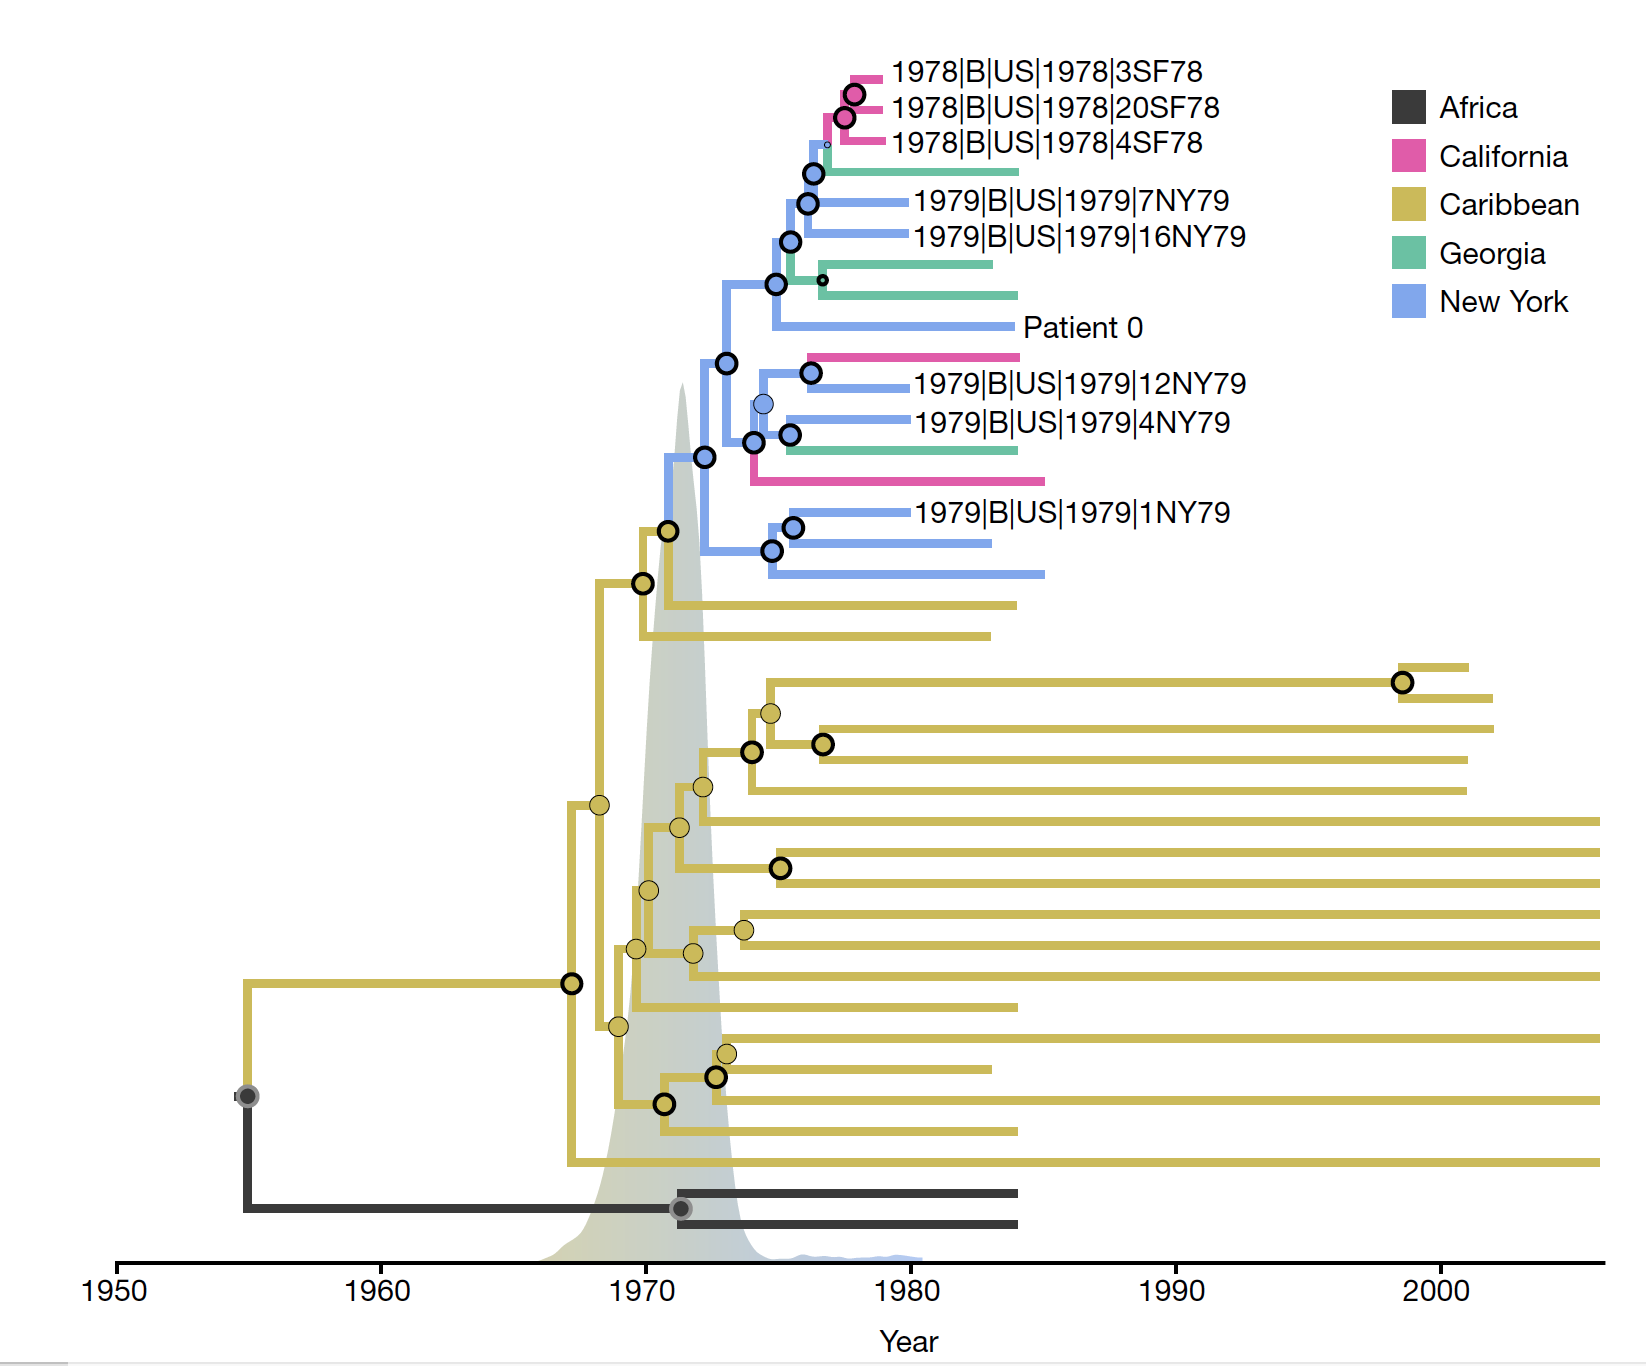 1978|B|US|1978|3SF78
1978|B|US|1978|20SF78
1978|B|US|1978|4SF78
1979|B|US|1979|7NY79
1979|B|US|1979|16NY79
Patient 0
1979|B|US|1979|12NY79
1979|B|US|1979|4NY79
1979|B|US|1979|1NY79
Africa
California
Caribbean
Georgia
New York
1950 1960 1970 1980 1990 2000
Year